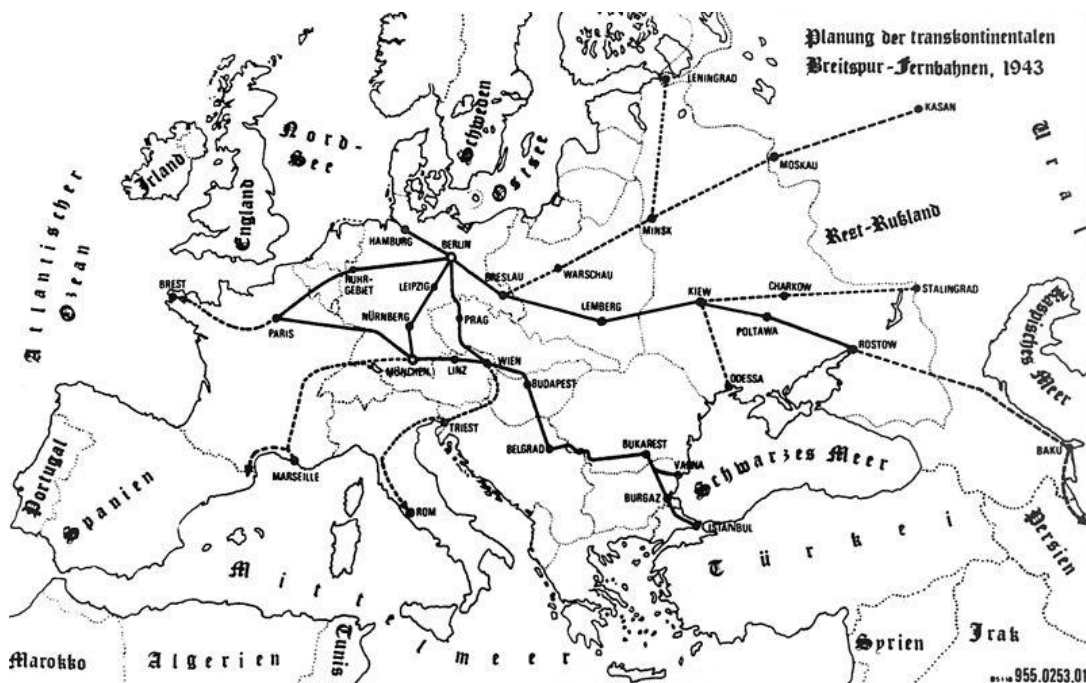 Planung der transkontinentalen
Breitspur-Fernbahnen, 1943
LENINGRAD
KASAN
Ural
MOSKAU
Nord-
See
Schweden
Ostsee
Irland
England
Atlantischer
Ozean
MINSK
Rest-Rußland
HAMBURG
BERLIN
WARSCHAU
BRESLAU
RUHR-
GEBIET
LEIPZIG
BREST
PARIS
NÜRNBERG
PRAG
LEMBERG
KIEW
CHARKOW
STALINGRAD
POLTAWA
ROSTOW
Kaspisches
Meer
MÜNCHEN
LINZ
WIEN
BUDAPEST
ODESSA
TRIEST
BELGRAD
BUKAREST
VARNA
Schwarzes Meer
BAKU
MARSEILLE
Portugal
Spanien
ROM
BURGAZ
ISTANBUL
Türkei
Persien
Mittelmeer
Marokko
Algerien
Tunis
Syrien
Irak
955.0253.01